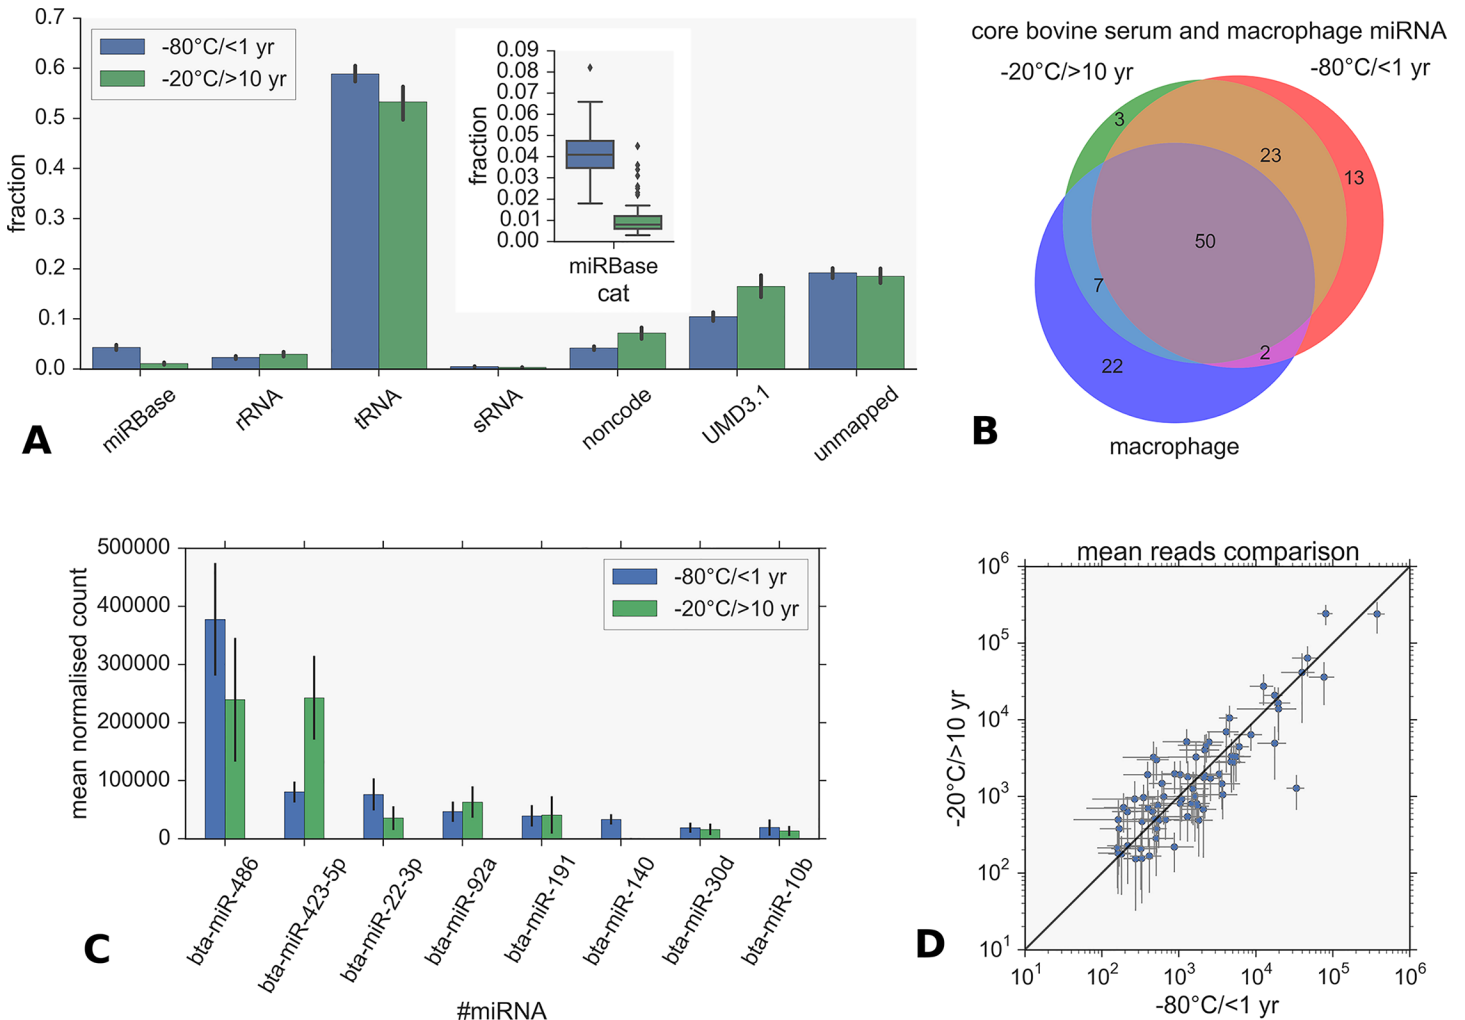 0.7
0.6
0.5
0.4
0.3
0.2
0.1
0.0
fraction
-80°C/<1 yr
-20°C/>10 yr
miRBase
rRNA
tRNA
sRNA
noncode
UMD3.1
unmapped
0.09
0.08
0.07
0.06
0.05
0.04
0.03
0.02
0.01
0.00
fraction
miRBase
cat
A
core bovine serum and macrophage miRNA
-20°C/>10 yr
-80°C/<1 yr
3
23
13
50
7
2
22
macrophage
B
500000
400000
300000
200000
100000
0
mean normalised count
-80°C/<1 yr
-20°C/>10 yr
bta-miR-486
bta-miR-423-5p
bta-miR-22-3p
bta-miR-92a
bta-miR-191
bta-miR-140
bta-miR-30d
bta-miR-10b
#miRNA
C
mean reads comparison
10⁶
10⁵
10⁴
10³
10²
10¹
-20°C/>10 yr
10¹
10²
10³
10⁴
10⁵
10⁶
-80°C/<1 yr
D